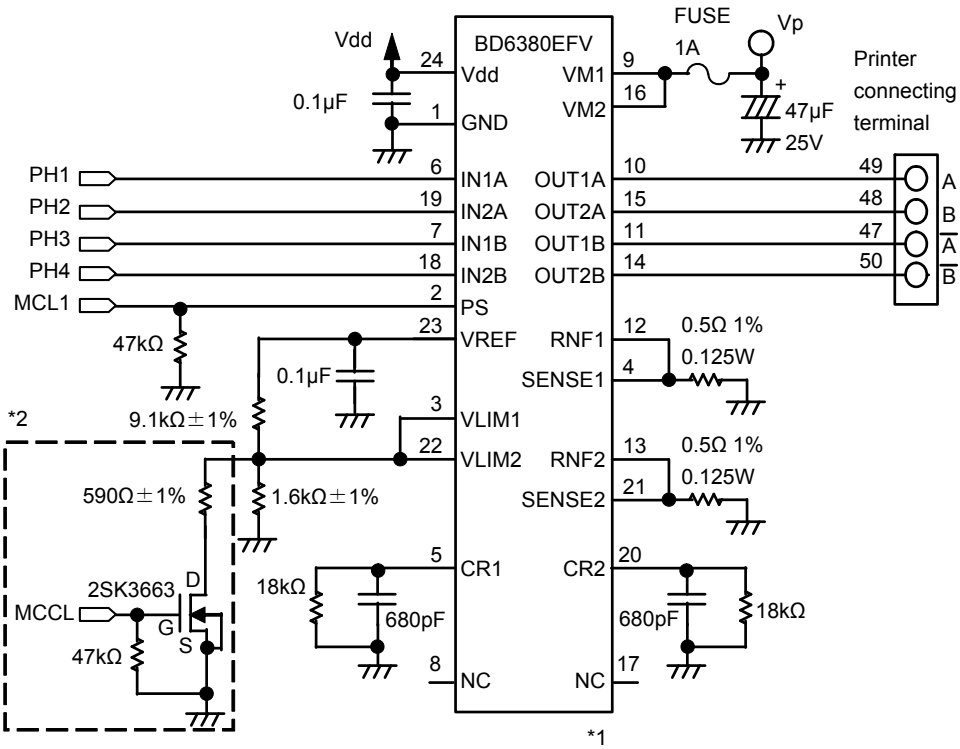 FUSE
Vp
Vdd
BD6380EFV
1A
24
Vdd
VM1
9
Printer
connecting
terminal
0.1µF
16
VM2
+
47µF
25V
1
GND
PH1
6
IN1A
OUT1A
10
49
A
PH2
19
IN2A
OUT2A
15
48
B
PH3
7
IN1B
OUT1B
11
47
A̅
PH4
18
IN2B
OUT2B
14
50
B̅
MCL1
2
PS
47kΩ
23
VREF
RNF1
12
0.5Ω 1%
0.125W
0.1µF
SENSE1
4
*2
9.1kΩ±1%
3
VLIM1
22
VLIM2
RNF2
13
0.5Ω 1%
0.125W
590Ω±1%
1.6kΩ±1%
SENSE2
21
5
CR1
CR2
20
18kΩ
680pF
680pF
18kΩ
2SK3663
D
MCCL
G
S
47kΩ
8
NC
NC
17
*1